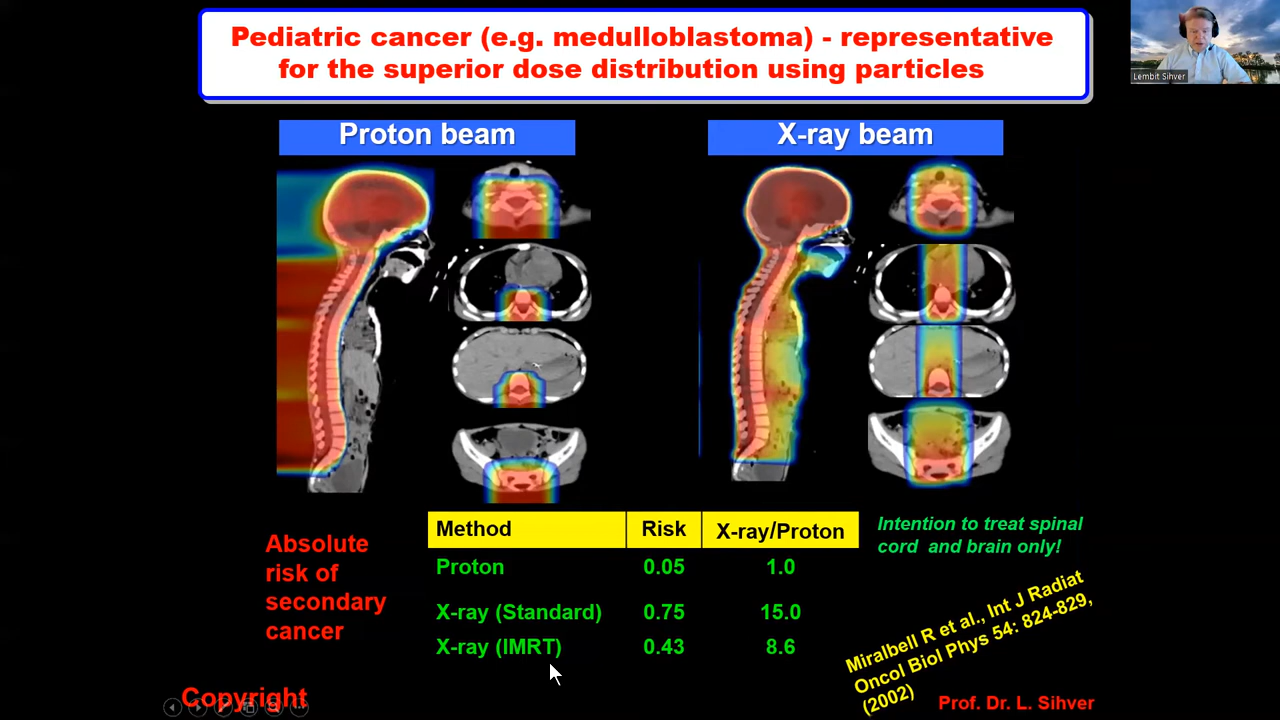 Pediatric cancer (e.g. medulloblastoma) - representative
for the superior dose distribution using particles
Lembit Sihver
Proton beam
X-ray beam
Absolute
risk of
secondary
cancer
Method Risk X-ray/Proton
Proton 0.05 1.0
X-ray (Standard) 0.75 15.0
X-ray (IMRT) 0.43 8.6
Intention to treat spinal
cord and brain only!
Miralbell R et al., Int J Radiat
Oncol Biol Phys 54: 824-829,
(2002)
Copyright
Prof. Dr. L. Sihver